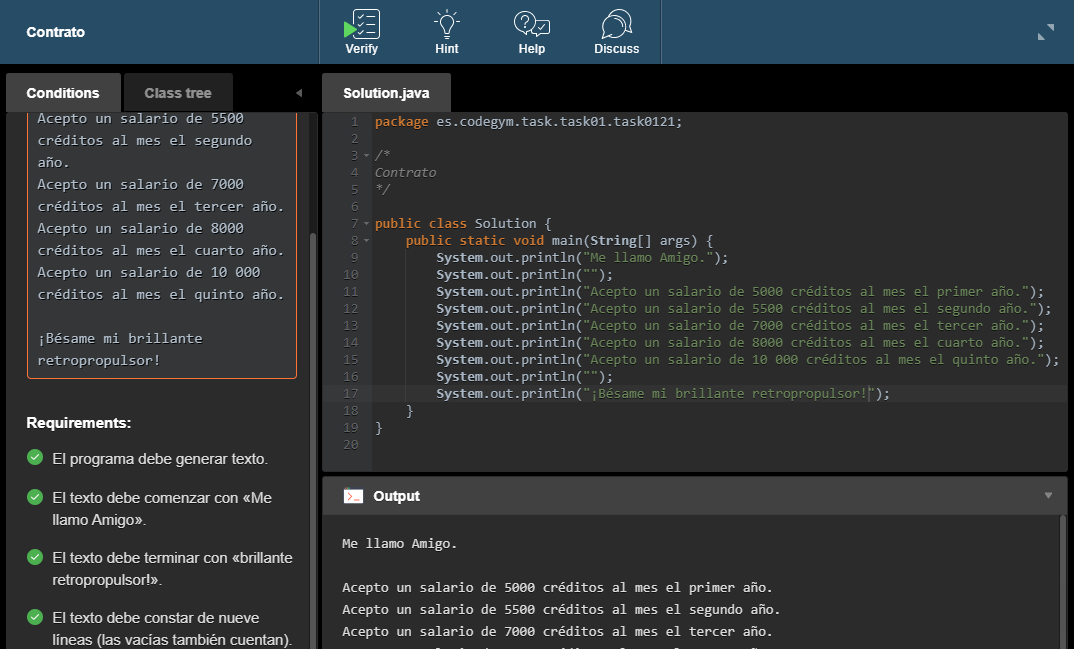 Contrato
Verify
Hint
Help
Discuss
Conditions
Class tree
Acepto un salario de 5500
créditos al mes el segundo
año.
Acepto un salario de 7000
créditos al mes el tercer año.
Acepto un salario de 8000
créditos al mes el cuarto año.
Acepto un salario de 10 000
créditos al mes el quinto año.
¡Bésame mi brillante
retropropulsor!
Requirements:
El programa debe generar texto.
El texto debe comenzar con «Me
llamo Amigo».
El texto debe terminar con «brillante
retropropulsor!».
El texto debe constar de nueve
líneas (las vacías también cuentan).
Solution.java
1 package es.codegym.task.task01.task0121;
2
3 /*
4 Contrato
5 */
6
7 public class Solution {
8 public static void main(String[] args) {
9 System.out.println("Me llamo Amigo.");
10 System.out.println("");
11 System.out.println("Acepto un salario de 5000 créditos al mes el primer año.");
12 System.out.println("Acepto un salario de 5500 créditos al mes el segundo año.");
13 System.out.println("Acepto un salario de 7000 créditos al mes el tercer año.");
14 System.out.println("Acepto un salario de 8000 créditos al mes el cuarto año.");
15 System.out.println("Acepto un salario de 10 000 créditos al mes el quinto año.");
16 System.out.println("");
17 System.out.println("¡Bésame mi brillante retropropulsor!");
18 }
19 }
20
Output
Me llamo Amigo.
Acepto un salario de 5000 créditos al mes el primer año.
Acepto un salario de 5500 créditos al mes el segundo año.
Acepto un salario de 7000 créditos al mes el tercer año.